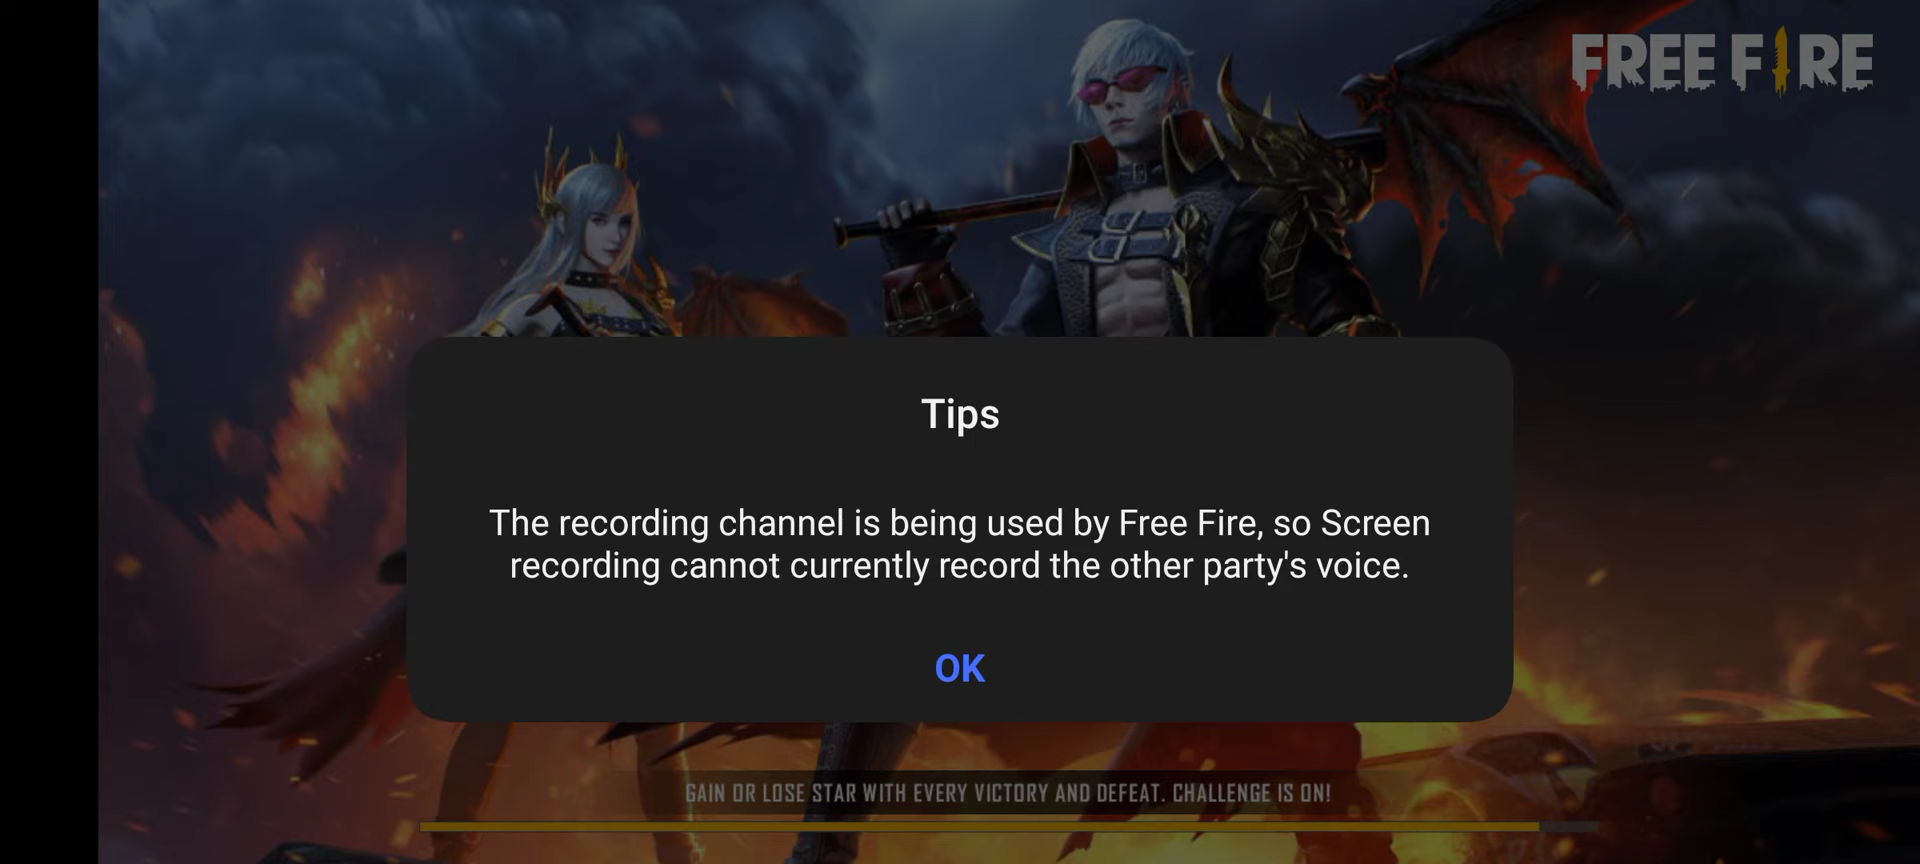 FREE FIRE
Tips
The recording channel is being used by Free Fire, so Screen
recording cannot currently record the other party's voice.
OK
GAIN OR LOSE STAR WITH EVERY VICTORY AND DEFEAT. CHALLENGE IS ON!